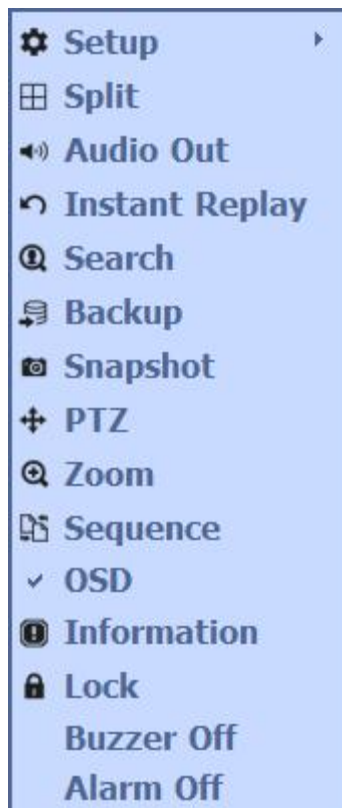 Setup
Split
Audio Out
Instant Replay
Search
Backup
Snapshot
PTZ
Zoom
Sequence
OSD
Information
Lock
Buzzer Off
Alarm Off